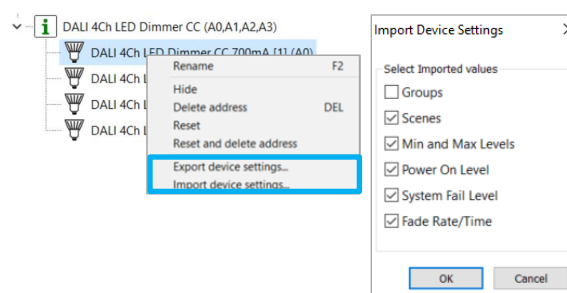 DALI 4Ch LED Dimmer CC (A0,A1,A2,A3)
DALI 4Ch LED Dimmer CC 700mA [1] (A0)
DALI 4Ch L
DALI 4Ch L
DALI 4Ch L
Rename F2
Hide
Delete address DEL
Reset
Reset and delete address
Export device settings...
Import device settings...
Import Device Settings
Select Imported values
Groups
Scenes
Min and Max Levels
Power On Level
System Fail Level
Fade Rate/Time
OK Cancel